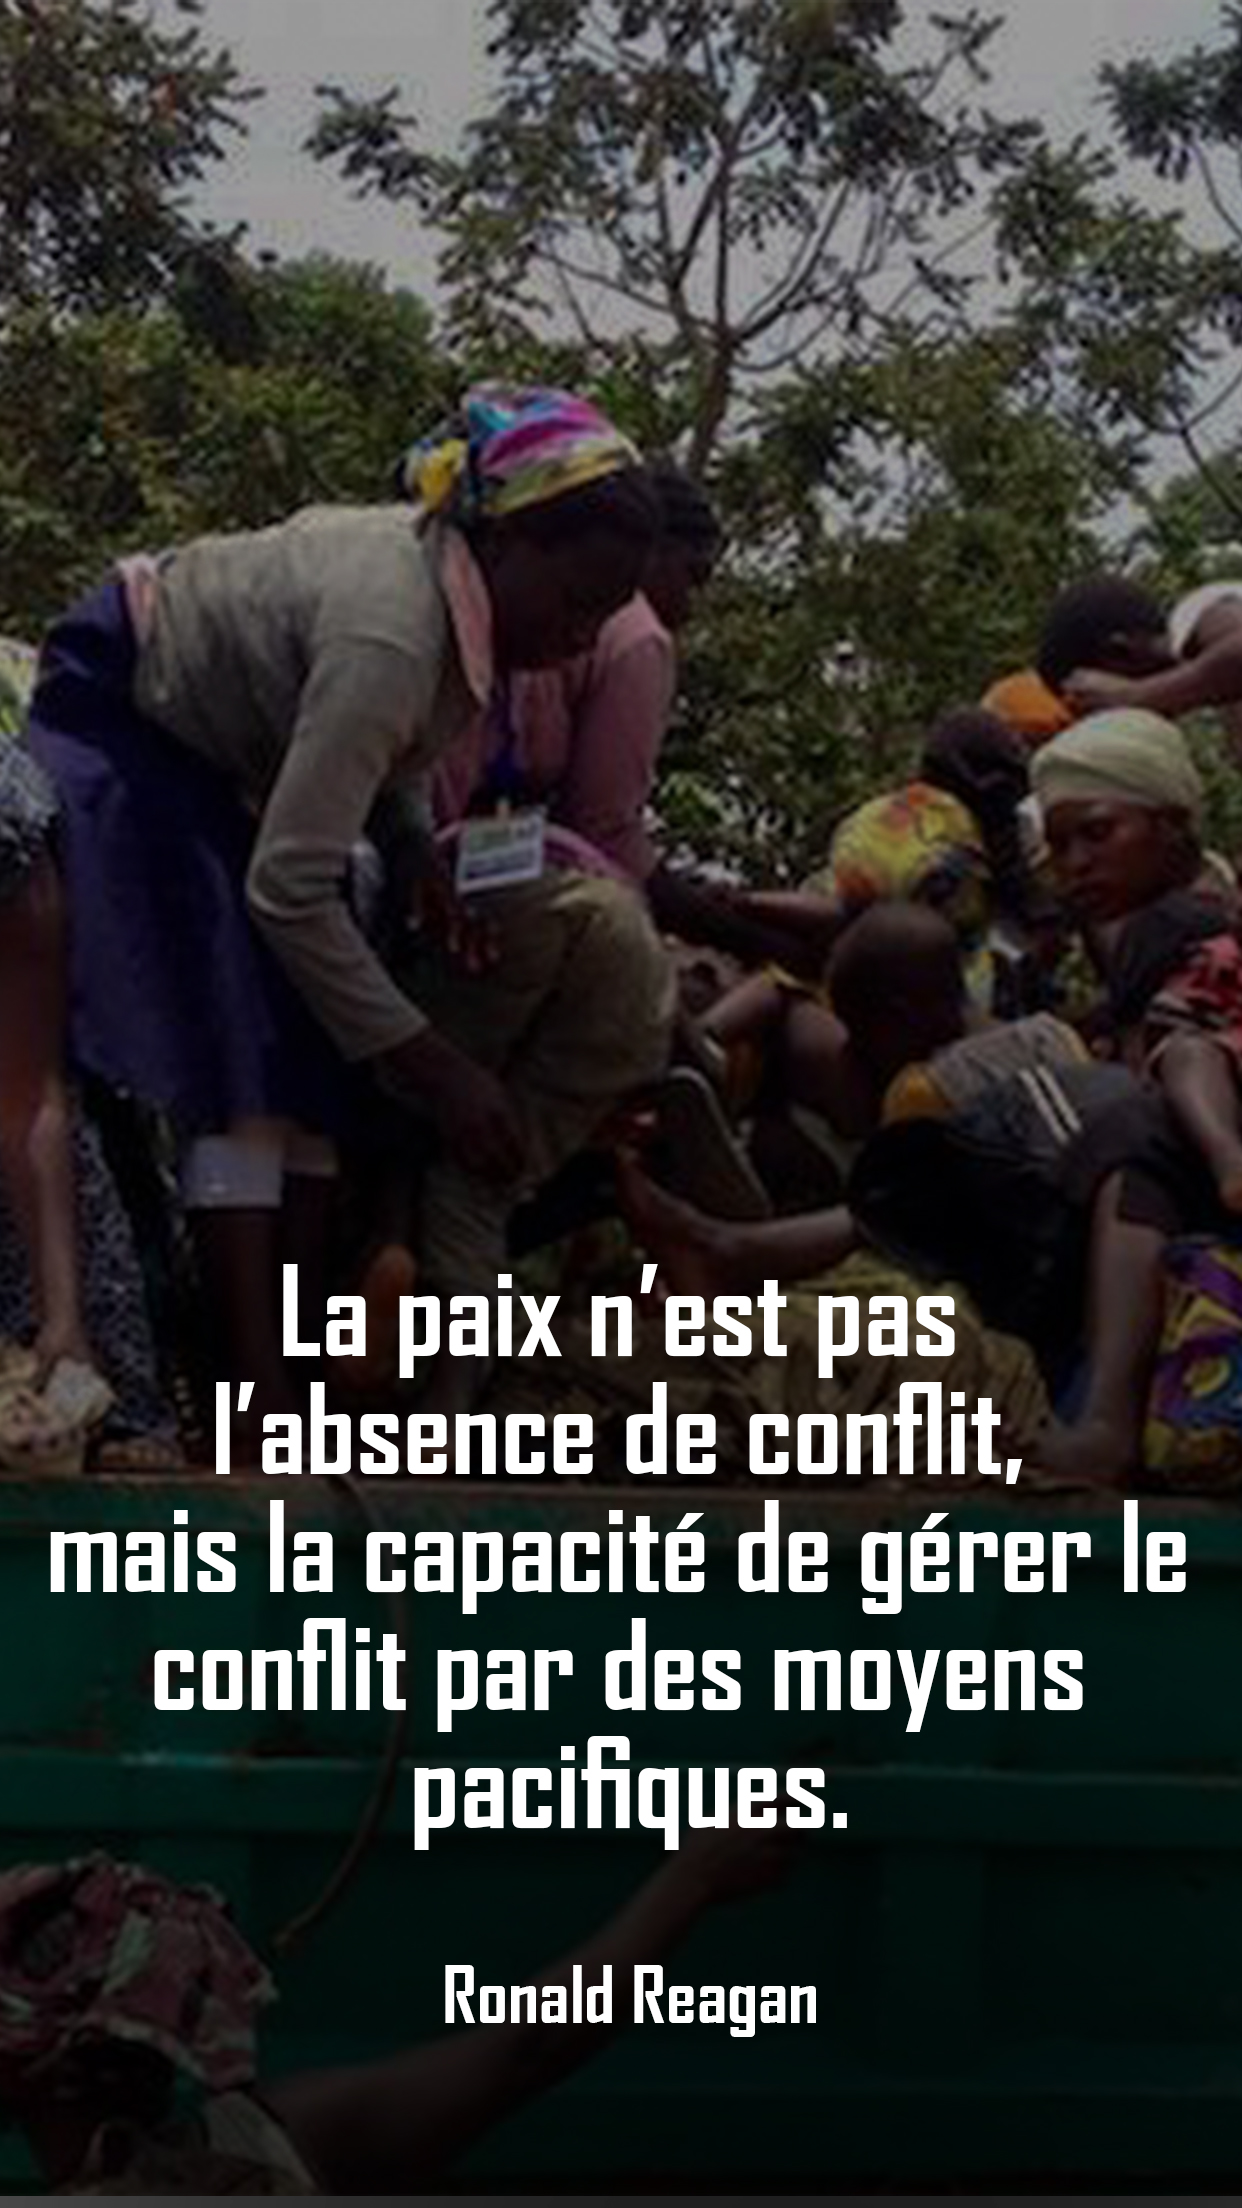 La paix n’est pas
l’absence de conflit,
mais la capacité de gérer le
conflit par des moyens
pacifiques.
Ronald Reagan